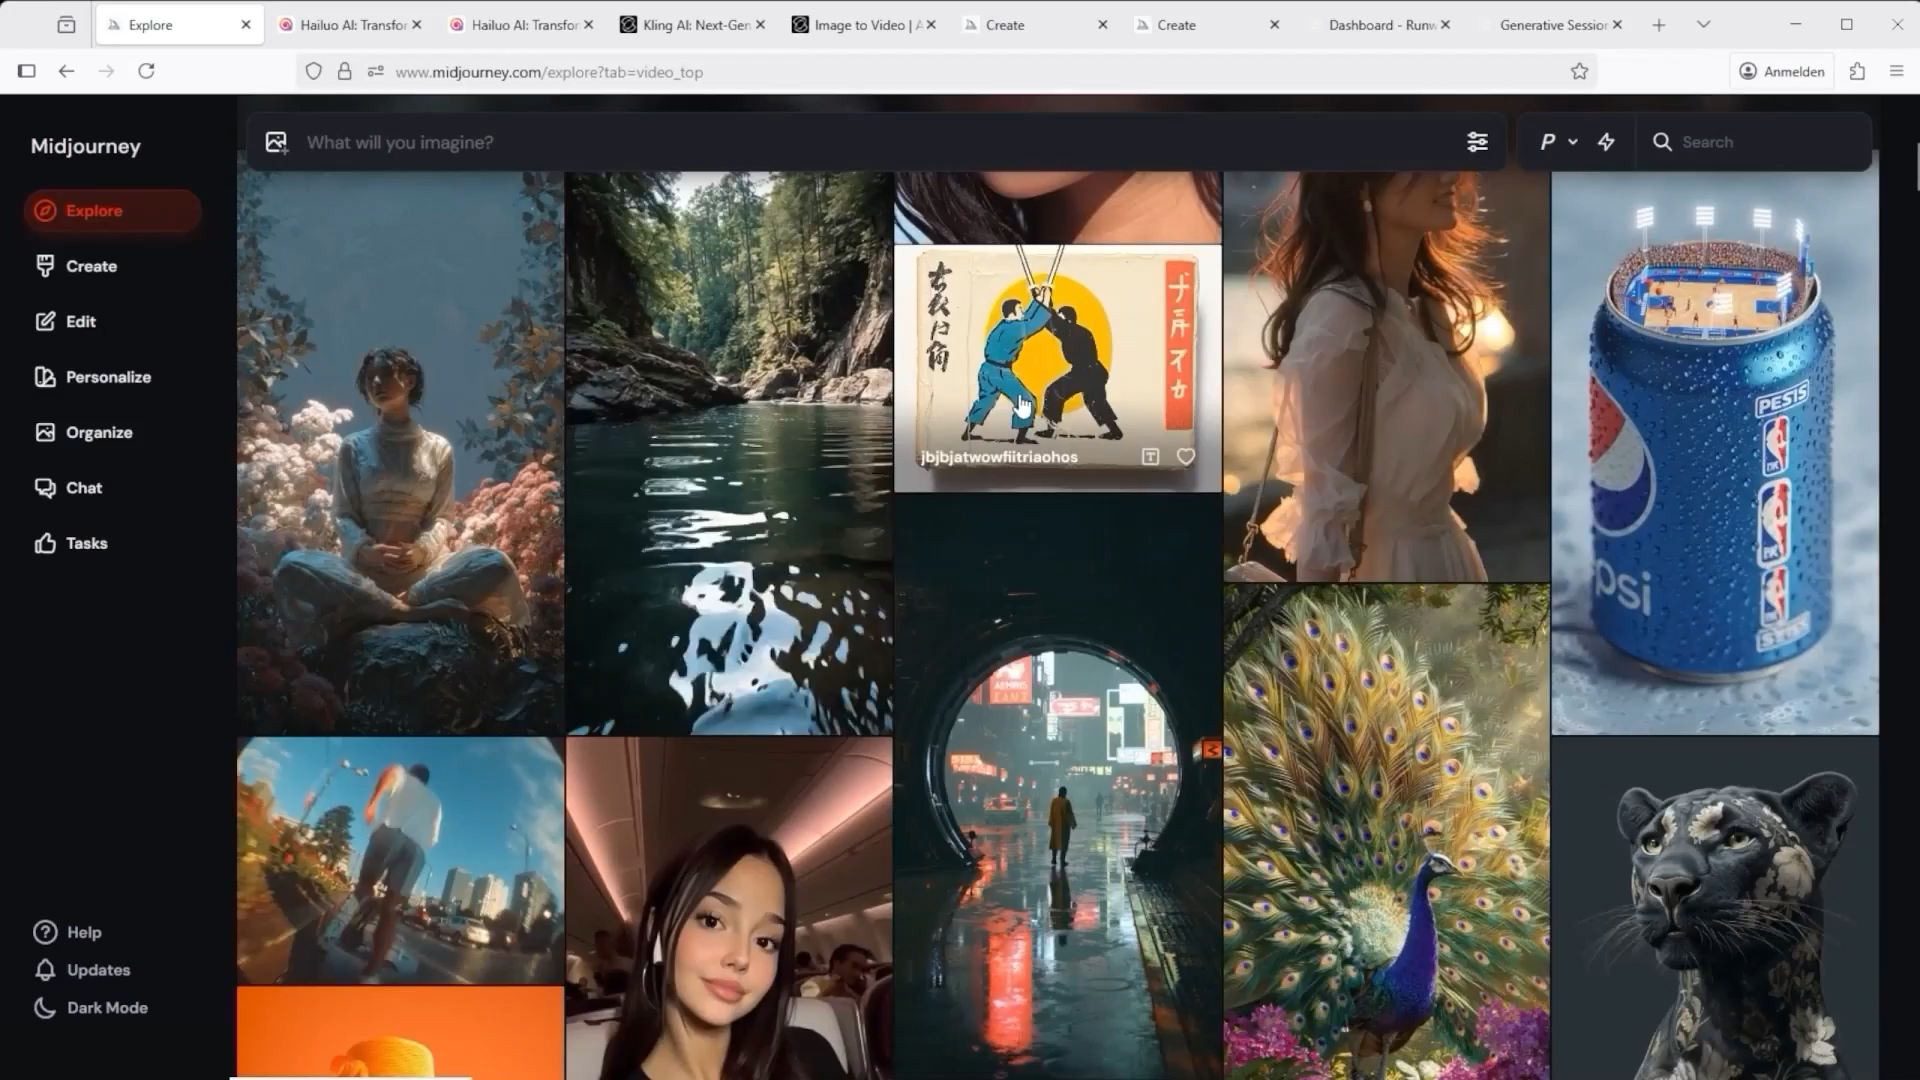 Explore
Hailuo AI: Transfor
Hailuo AI: Transfor
Kling AI: Next-Gen
Image to Video | A
Create
Create
Dashboard - Runw
Generative Session
www.midjourney.com/explore?tab=video_top
Anmelden
Midjourney
What will you imagine?
P
Search
Explore
Create
Edit
Personalize
Organize
Chat
Tasks
jbjbjatwowfiitriaohos
PESIS
psi
Help
Updates
Dark Mode